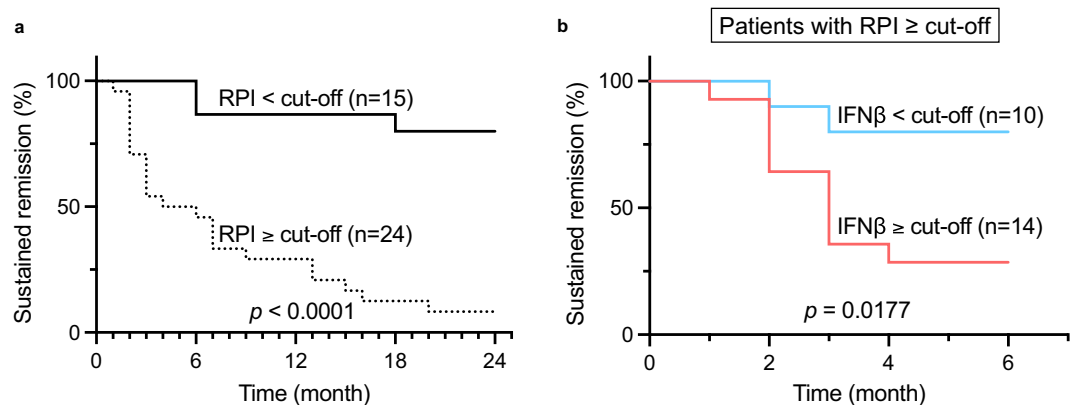 a
Sustained remission (%)
100
50
0
RPI < cut-off (n=15)
RPI ≥ cut-off (n=24)
p < 0.0001
0 6 12 18 24
Time (month)
b
Patients with RPI ≥ cut-off
Sustained remission (%)
100
50
0
IFNβ < cut-off (n=10)
IFNβ ≥ cut-off (n=14)
p = 0.0177
0 2 4 6
Time (month)